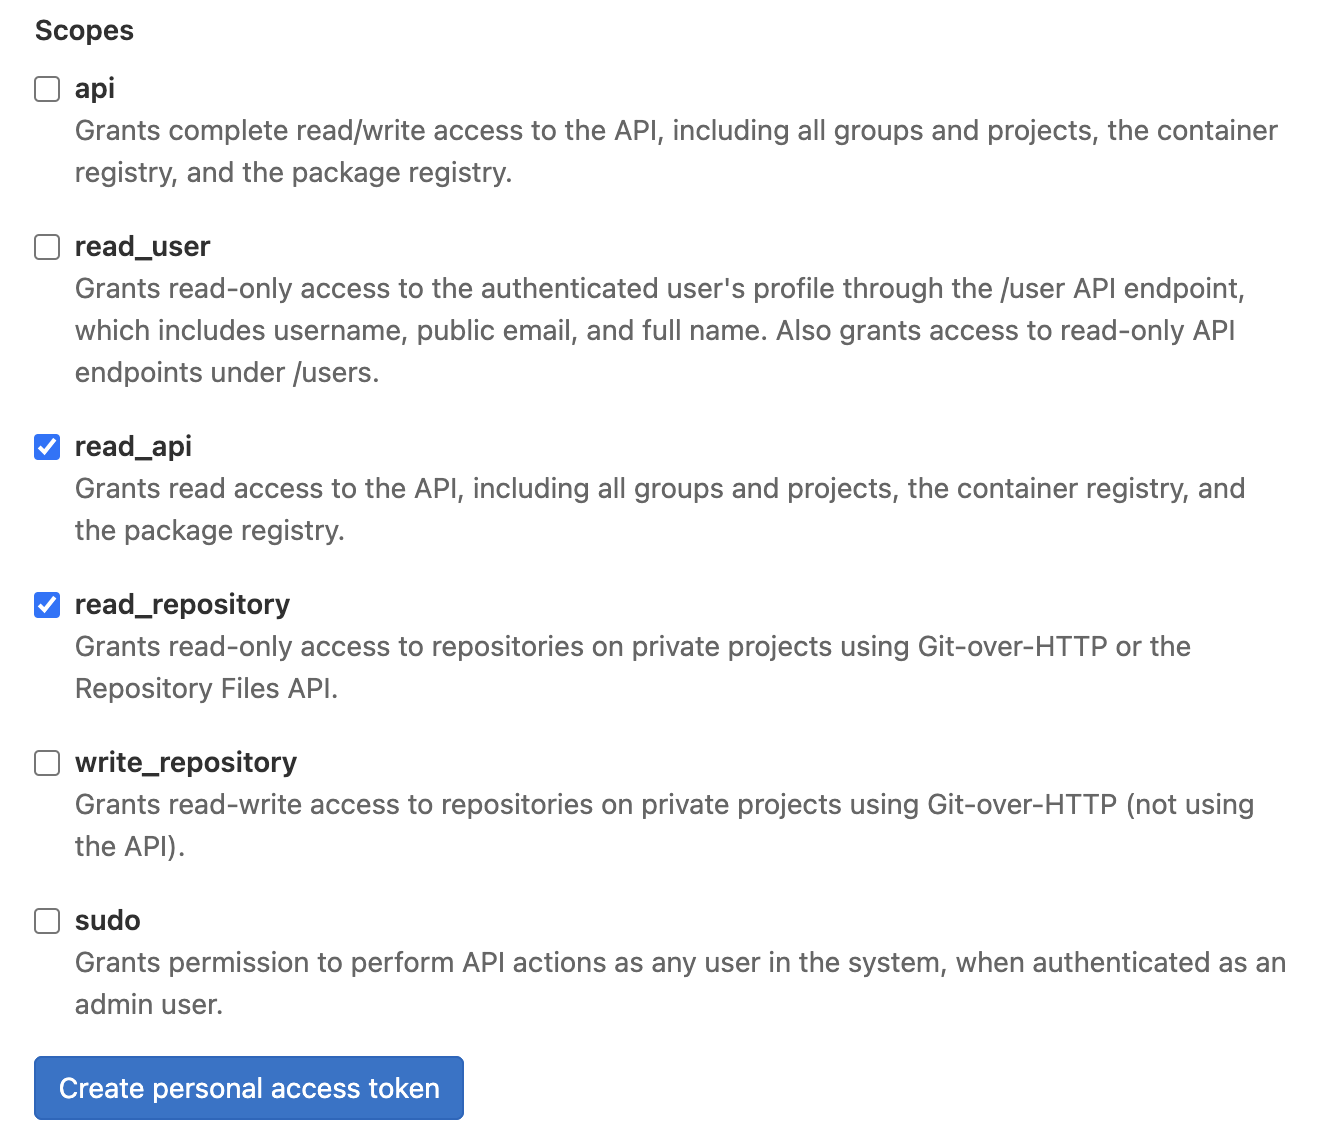 Scopes
api
Grants complete read/write access to the API, including all groups and projects, the container
registry, and the package registry.
read_user
Grants read-only access to the authenticated user's profile through the /user API endpoint,
which includes username, public email, and full name. Also grants access to read-only API
endpoints under /users.
read_api
Grants read access to the API, including all groups and projects, the container registry, and
the package registry.
read_repository
Grants read-only access to repositories on private projects using Git-over-HTTP or the
Repository Files API.
write_repository
Grants read-write access to repositories on private projects using Git-over-HTTP (not using
the API).
sudo
Grants permission to perform API actions as any user in the system, when authenticated as an
admin user.
Create personal access token